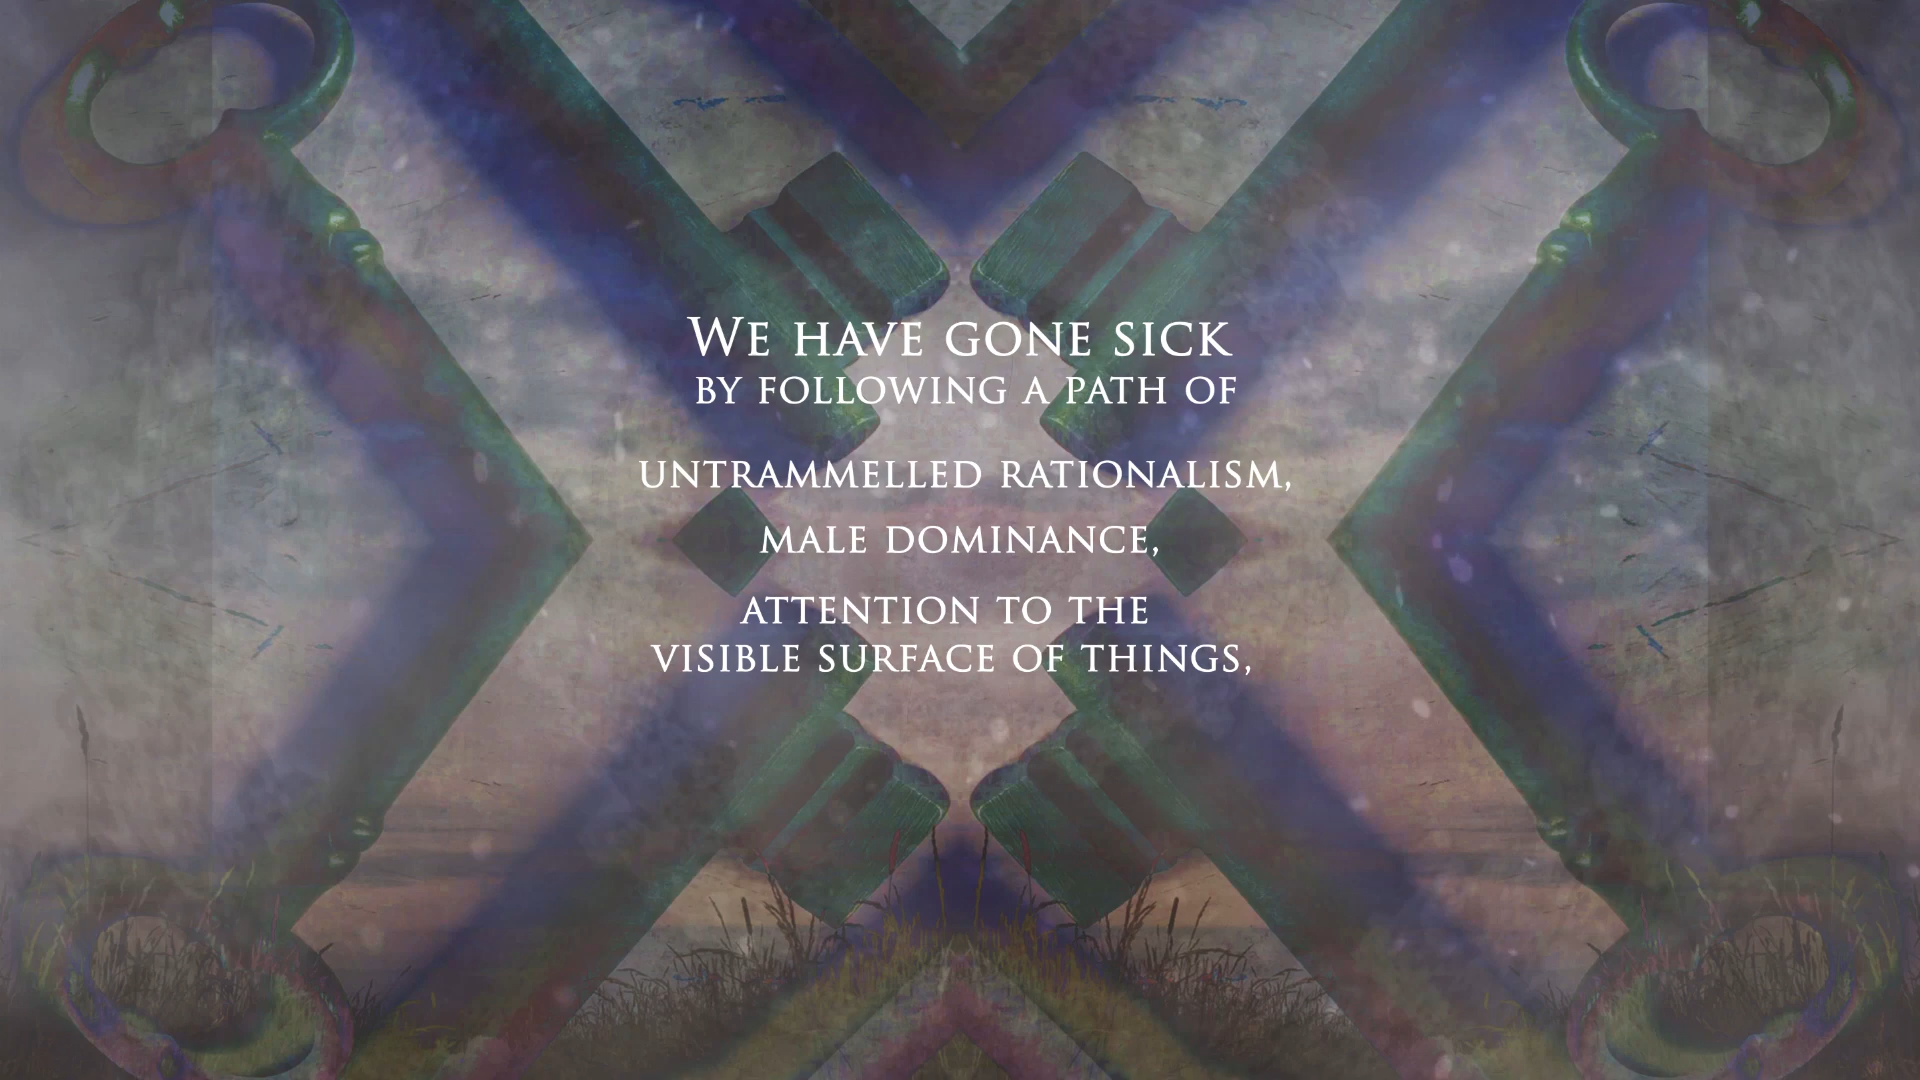 We have gone sick
by following a path of
untrammelled rationalism,
male dominance,
attention to the
visible surface of things,